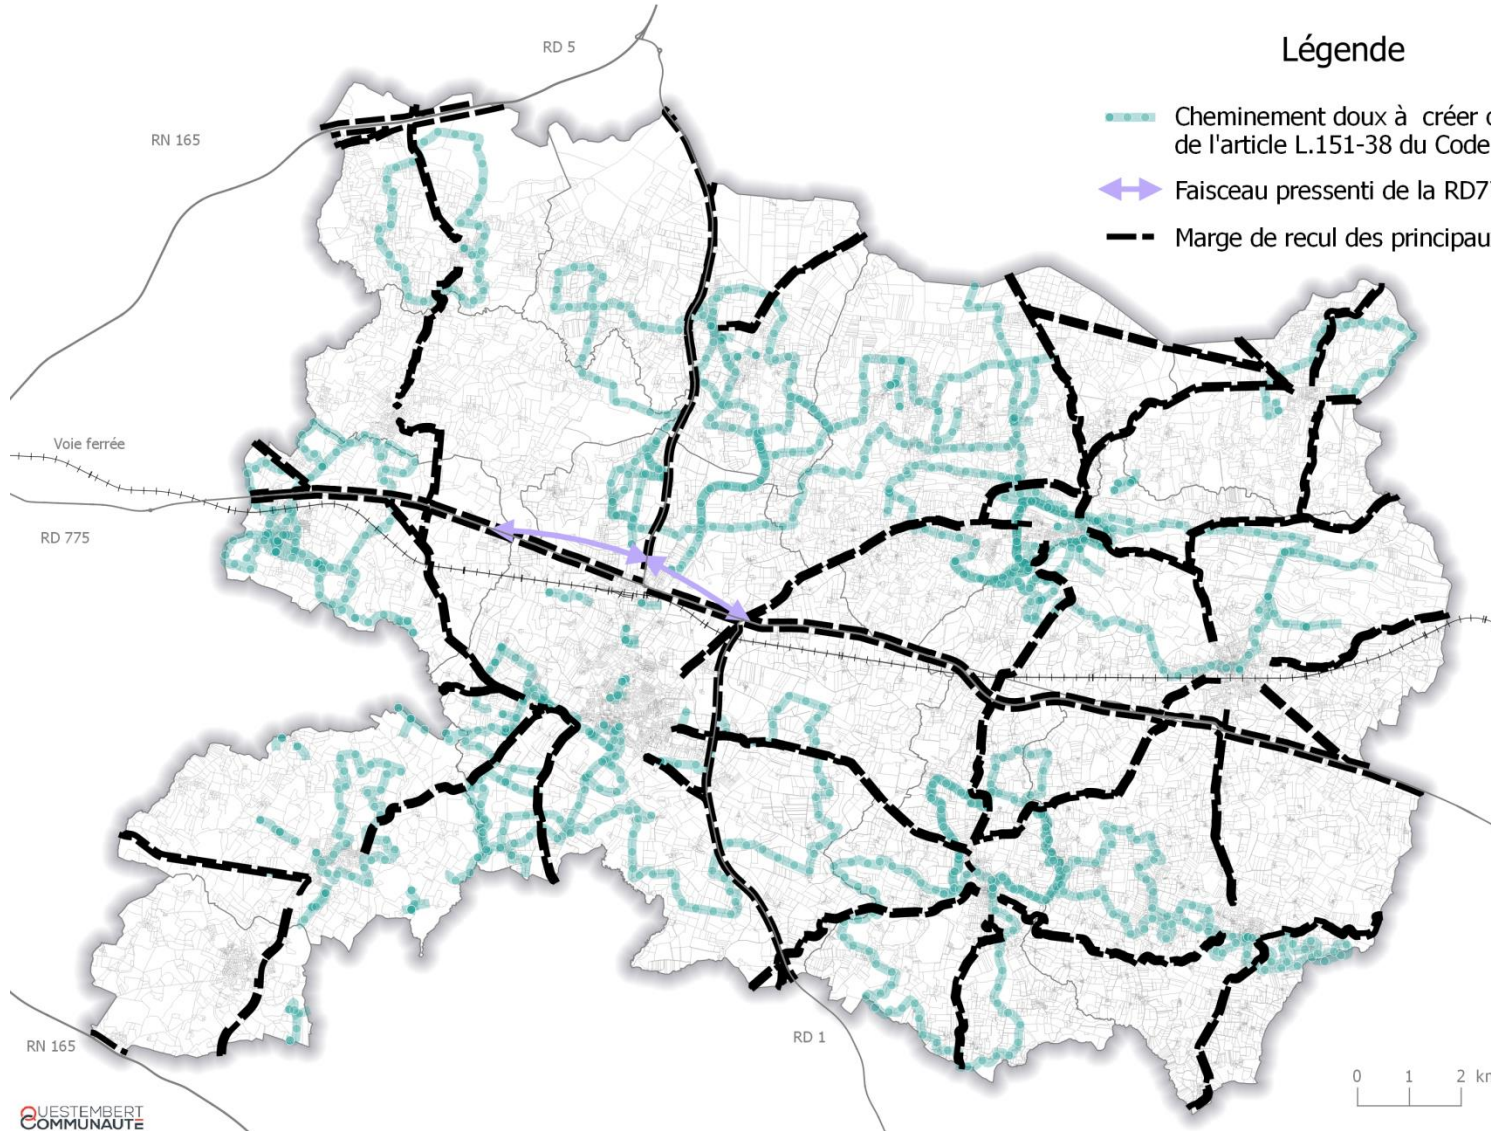 Légende
Cheminement doux à créer
de l'article L.151-38 du Code
Faisceau pressenti de la
Marge de recul des
RD 5
RN 165
Voie ferrée
RD 775
RN 165
RD 1
0 1 2 km
QUESTEMBERT
COMMUNAUTÉ